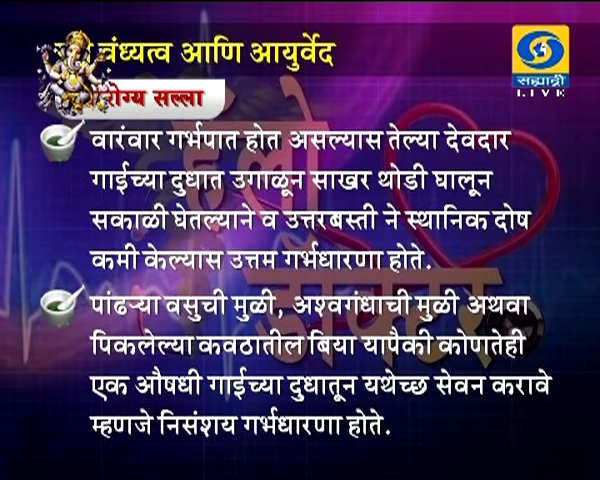 वंध्यत्व आणि आयुर्वेद
सह्याद्री
LIVE
रोग्य सल्ला
हॅलो
डॉक्टर
वारंवार गर्भपात होत असल्यास तेल्या देवदार
गाईच्या दुधात उगाळून साखर थोडी घालून
सकाळी घेतल्याने व उत्तरबस्ती ने स्थानिक दोष
कमी केल्यास उत्तम गर्भधारणा होते.
पांढऱ्या वसुची मुळी, अश्वगंधाची मुळी अथवा
पिकलेल्या कवठातील बिया यापैकी कोणतेही
एक औषधी गाईच्या दुधातून यथेच्छ सेवन करावे
म्हणजे निसंशय गर्भधारणा होते.